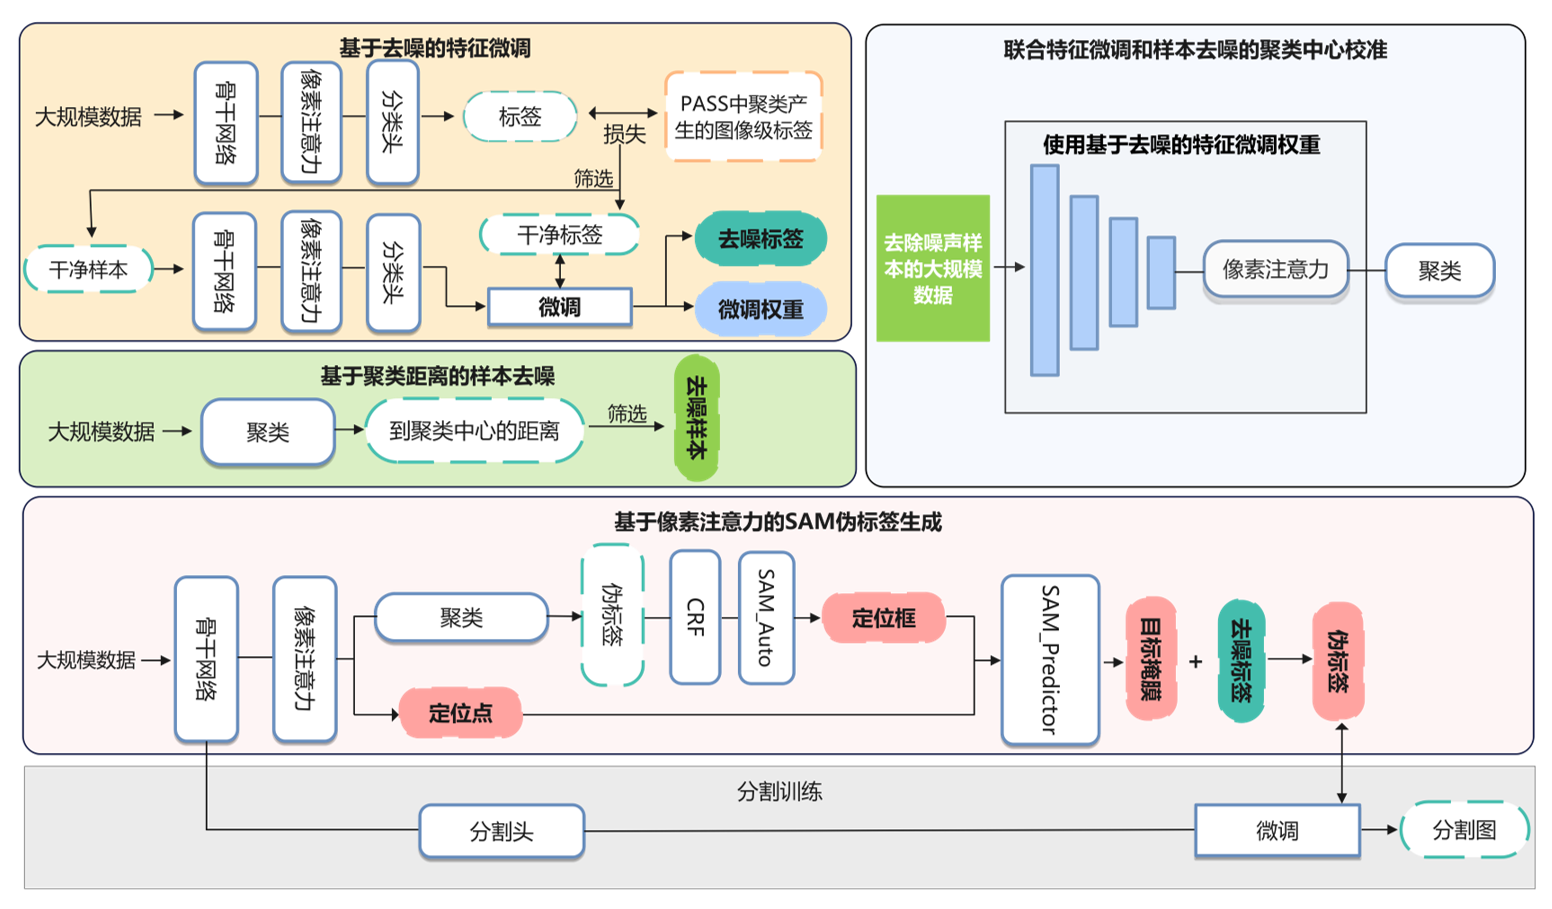 基于去噪的特征微调
大规模数据
骨干网络
像素注意力
分类头
标签
损失
PASS中聚类产
生的图像级标签
筛选
干净样本
骨干网络
像素注意力
分类头
干净标签
微调
去噪标签
微调权重
基于聚类距离的样本去噪
大规模数据
聚类
到聚类中心的距离
筛选
去噪样本
联合特征微调和样本去噪的聚类中心校准
使用基于去噪的特征微调权重
去除噪声样
本的大规模
数据
像素注意力
聚类
基于像素注意力的SAM伪标签生成
大规模数据
骨干网络
像素注意力
聚类
伪标签
CRF
SAM_Auto
定位框
定位点
SAM_Predictor
目标掩膜
+
去噪标签
伪标签
分割训练
分割头
微调
分割图